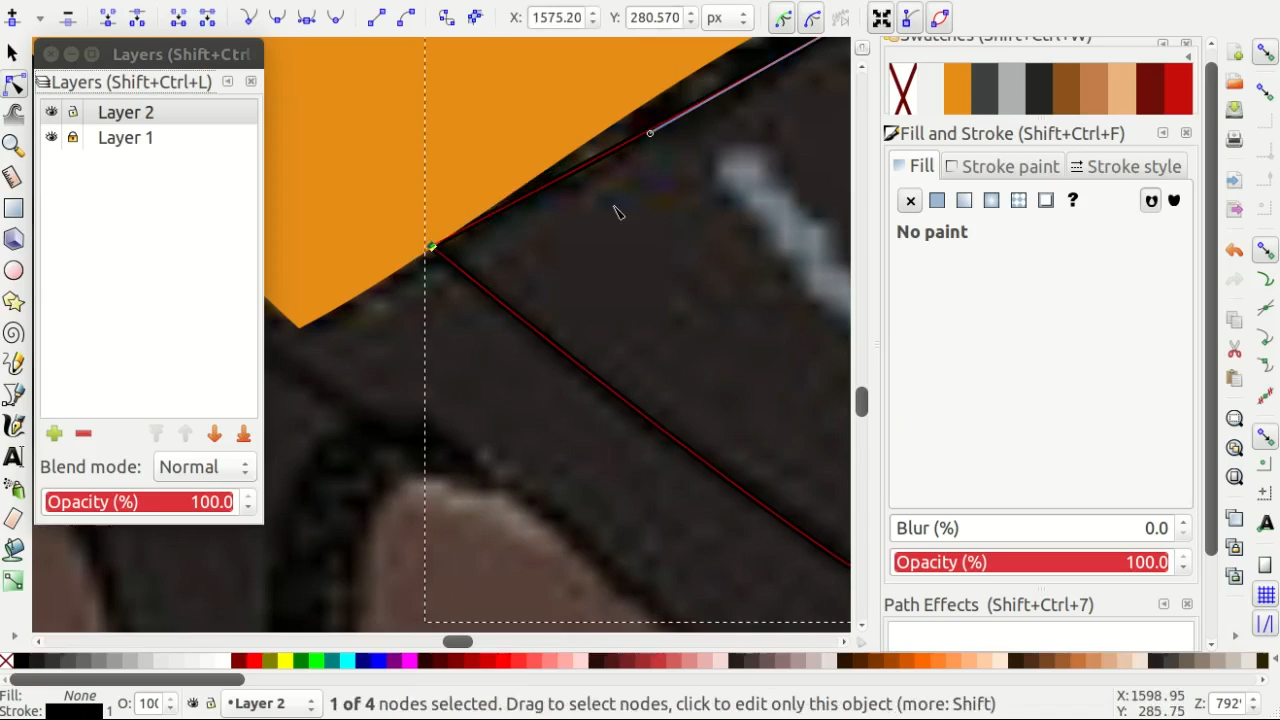 X: 1575.20 Y: 280.570 px
Layers (Shift+Ctrl
Layers (Shift+Ctrl+L)
Layer 2
Layer 1
Blend mode: Normal
Opacity (%) 100.0
Swatches (Shift+Ctrl+W)
Fill and Stroke (Shift+Ctrl+F)
Fill Stroke paint Stroke style
?
No paint
Blur (%) 0.0
Opacity (%) 100.0
Path Effects (Shift+Ctrl+7)
Fill: None
Stroke: 1
O: 100 Layer 2 1 of 4 nodes selected. Drag to select nodes, click to edit only this object (more: Shift)
X:1598.95
Y: 285.75
Z: 792